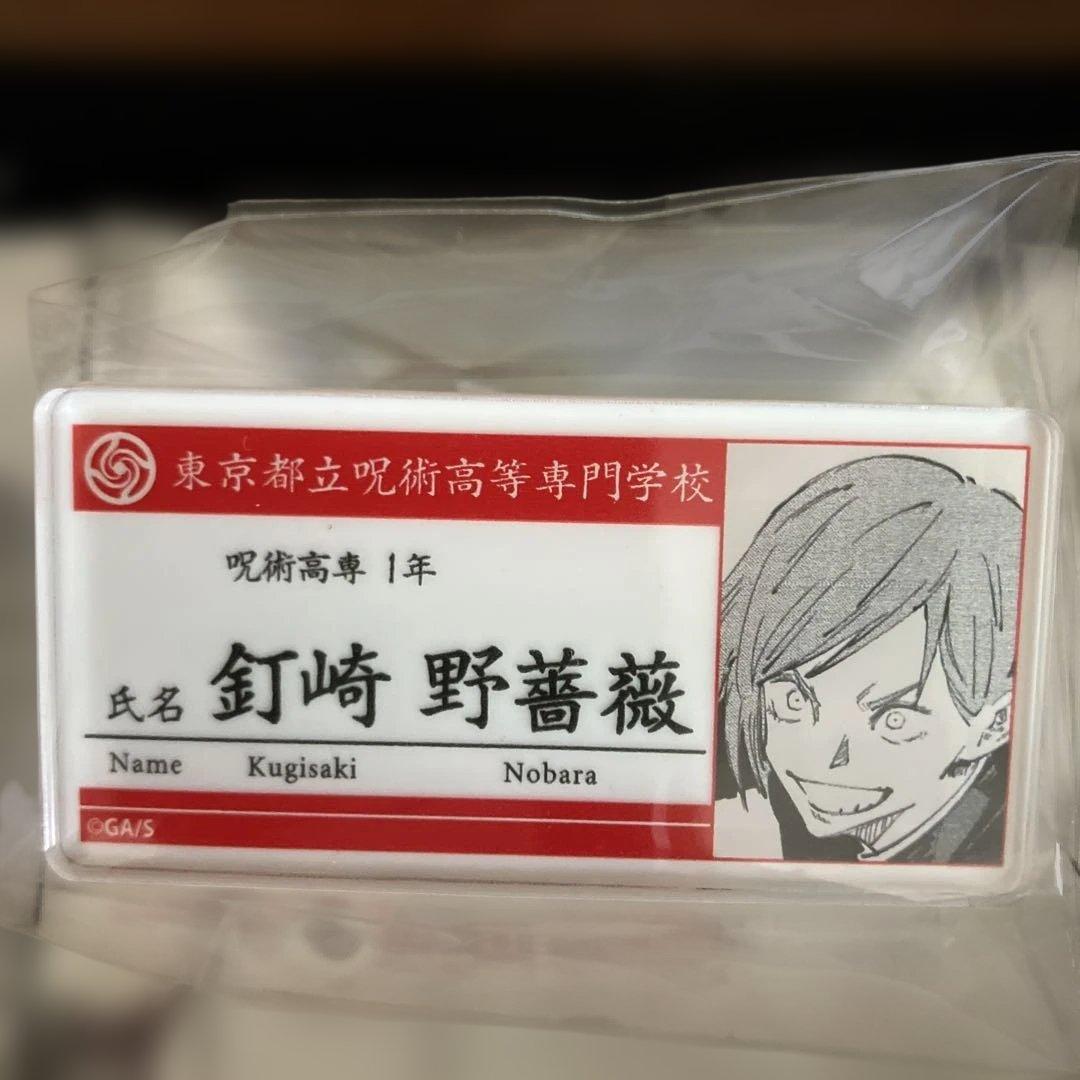 東京都立呪術高等専門学校
呪術高専 1年
氏名 釘崎 野薔薇
Name Kugisaki Nobara
©GA/S